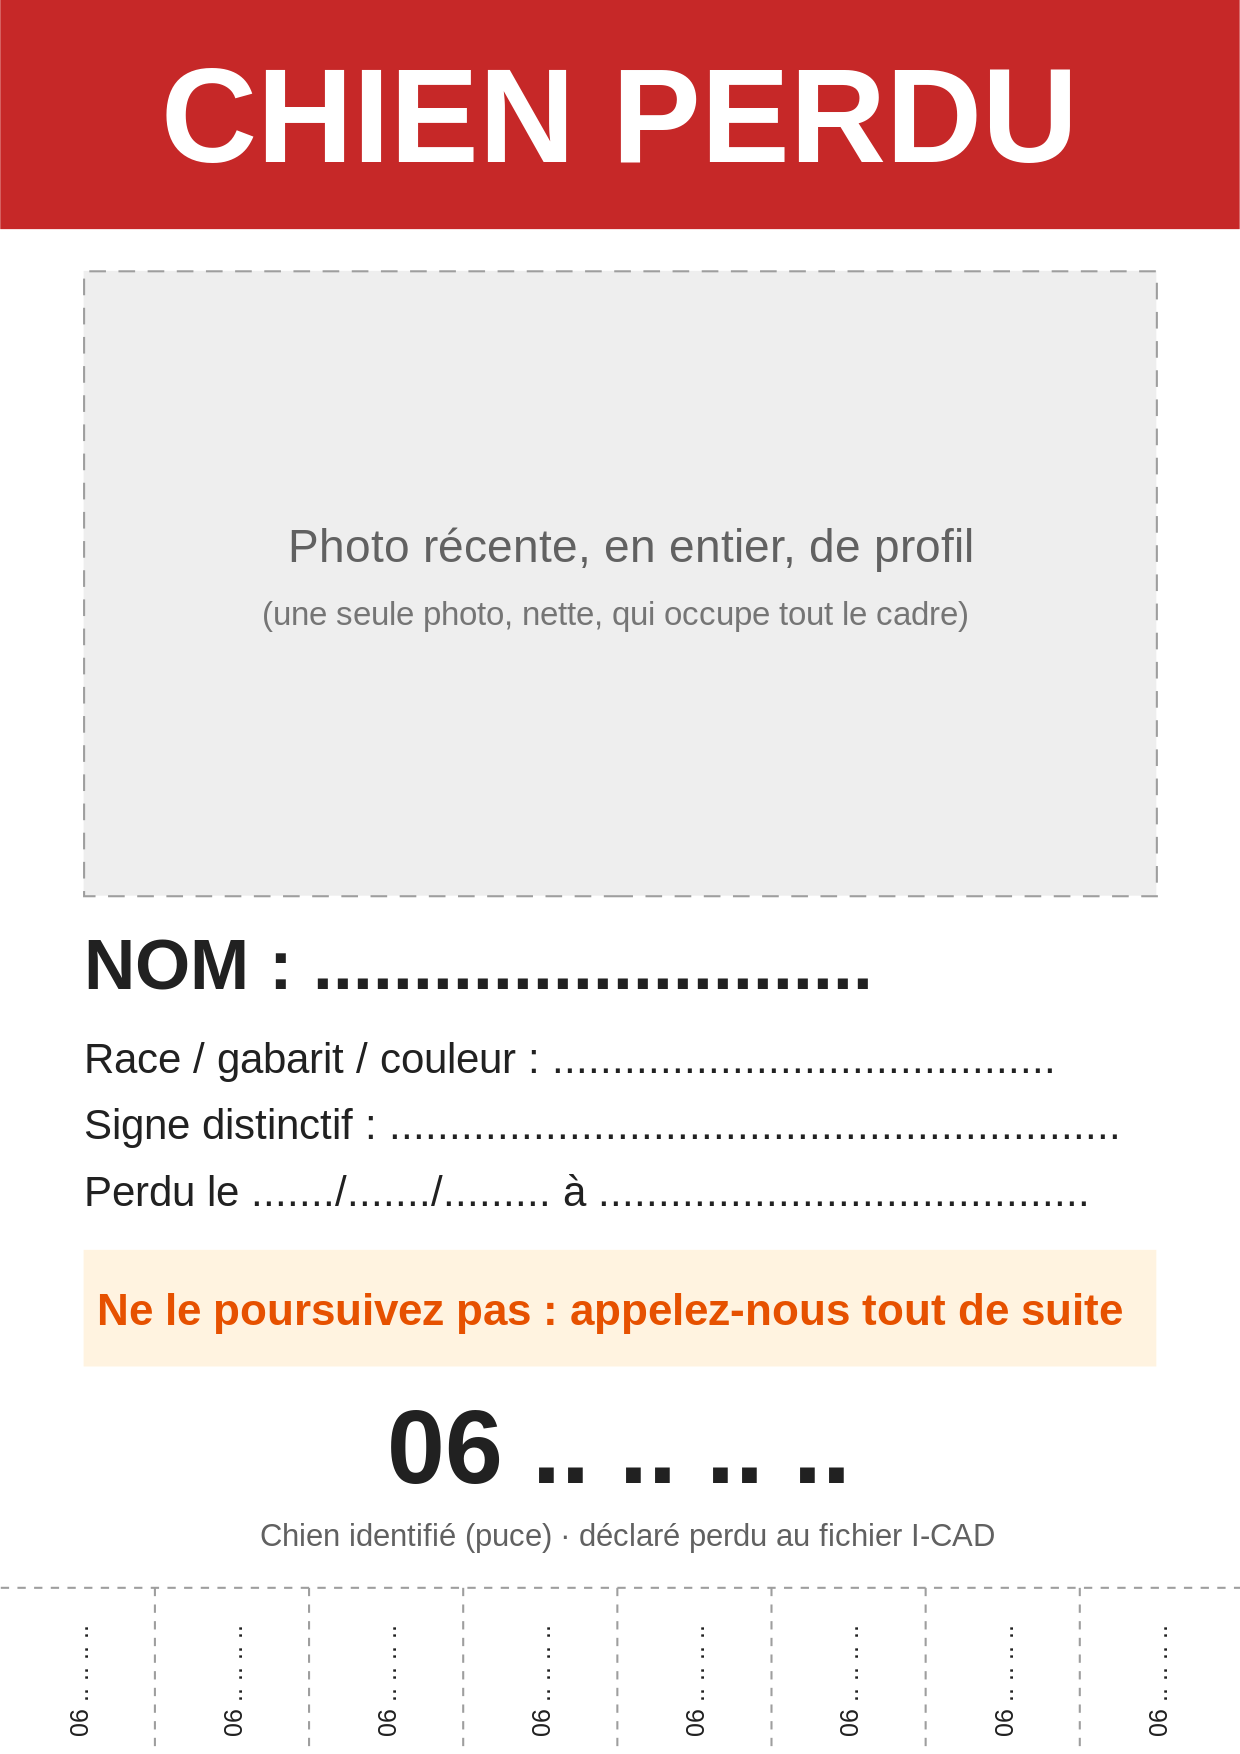 CHIEN PERDU
Photo récente, en entier, de profil
(une seule photo, nette, qui occupe tout le cadre)
NOM : ............................
Race / gabarit / couleur : ..........................................
Signe distinctif : .............................................................
Perdu le ......./......./......... à .........................................
Ne le poursuivez pas : appelez-nous tout de suite
06 .. .. .. ..
Chien identifié (puce) · déclaré perdu au fichier I-CAD
06 .. .. .. ..
06 .. .. .. ..
06 .. .. .. ..
06 .. .. .. ..
06 .. .. .. ..
06 .. .. .. ..
06 .. .. .. ..
06 .. .. .. ..